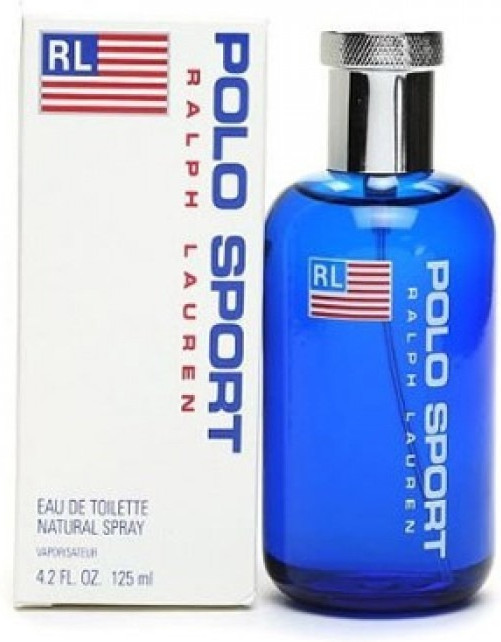 RL
POLO SPORT
RALPH LAUREN
EAU DE TOILETTE
NATURAL SPRAY
VAPORISATEUR
4.2 FL. OZ. 125 ml
RL
POLO SPORT
RALPH LAUREN